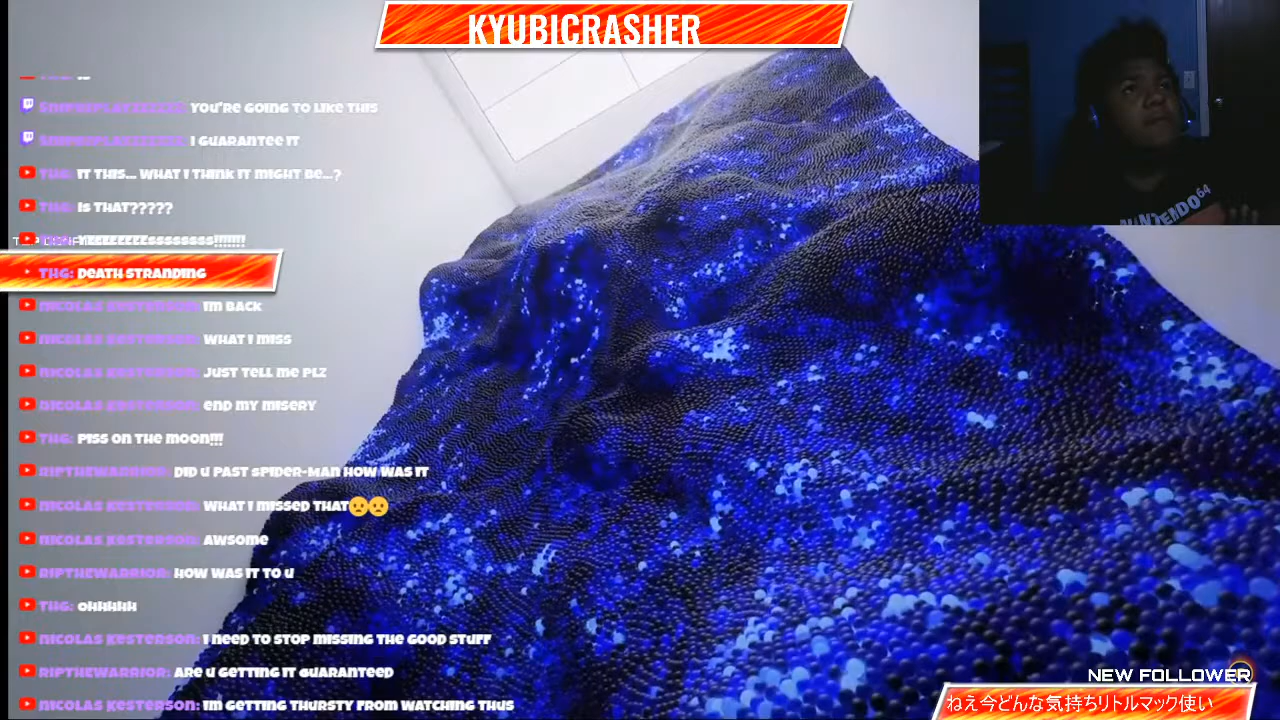 KYUBICRASHER
YOU'RE GOING TO LIKE THIS
I GUARANTEE IT
THG: IT THIS... WHAT I THINK IT MIGHT BE...?
THG: IS THAT?????
THG: YEEEEEEEESSSSSSSS!!!!!!!
THG: DEATH STRANDING
NICOLAS KESTERSON: I'M BACK
NICOLAS KESTERSON: WHAT I MISS
NICOLAS KESTERSON: JUST TELL ME PLZ
NICOLAS KESTERSON: END MY MISERY
THG: PISS ON THE MOON!!!
RIPTHEWARRIOR: DID U PAST SPIDER-MAN HOW WAS IT
NICOLAS KESTERSON: WHAT I MISSED THAT😟😟
NICOLAS KESTERSON: AWSOME
RIPTHEWARRIOR: HOW WAS IT TO U
THG: OHHHHH
NICOLAS KESTERSON: I NEED TO STOP MISSING THE GOOD STUFF
RIPTHEWARRIOR: ARE U GETTING IT GUARANTEED
NICOLAS KESTERSON: I'M GETTING THURSTY FROM WATCHING THUS
NINTENDO64
NEW FOLLOWER
ねえ今どんな気持ちリトルマック使い